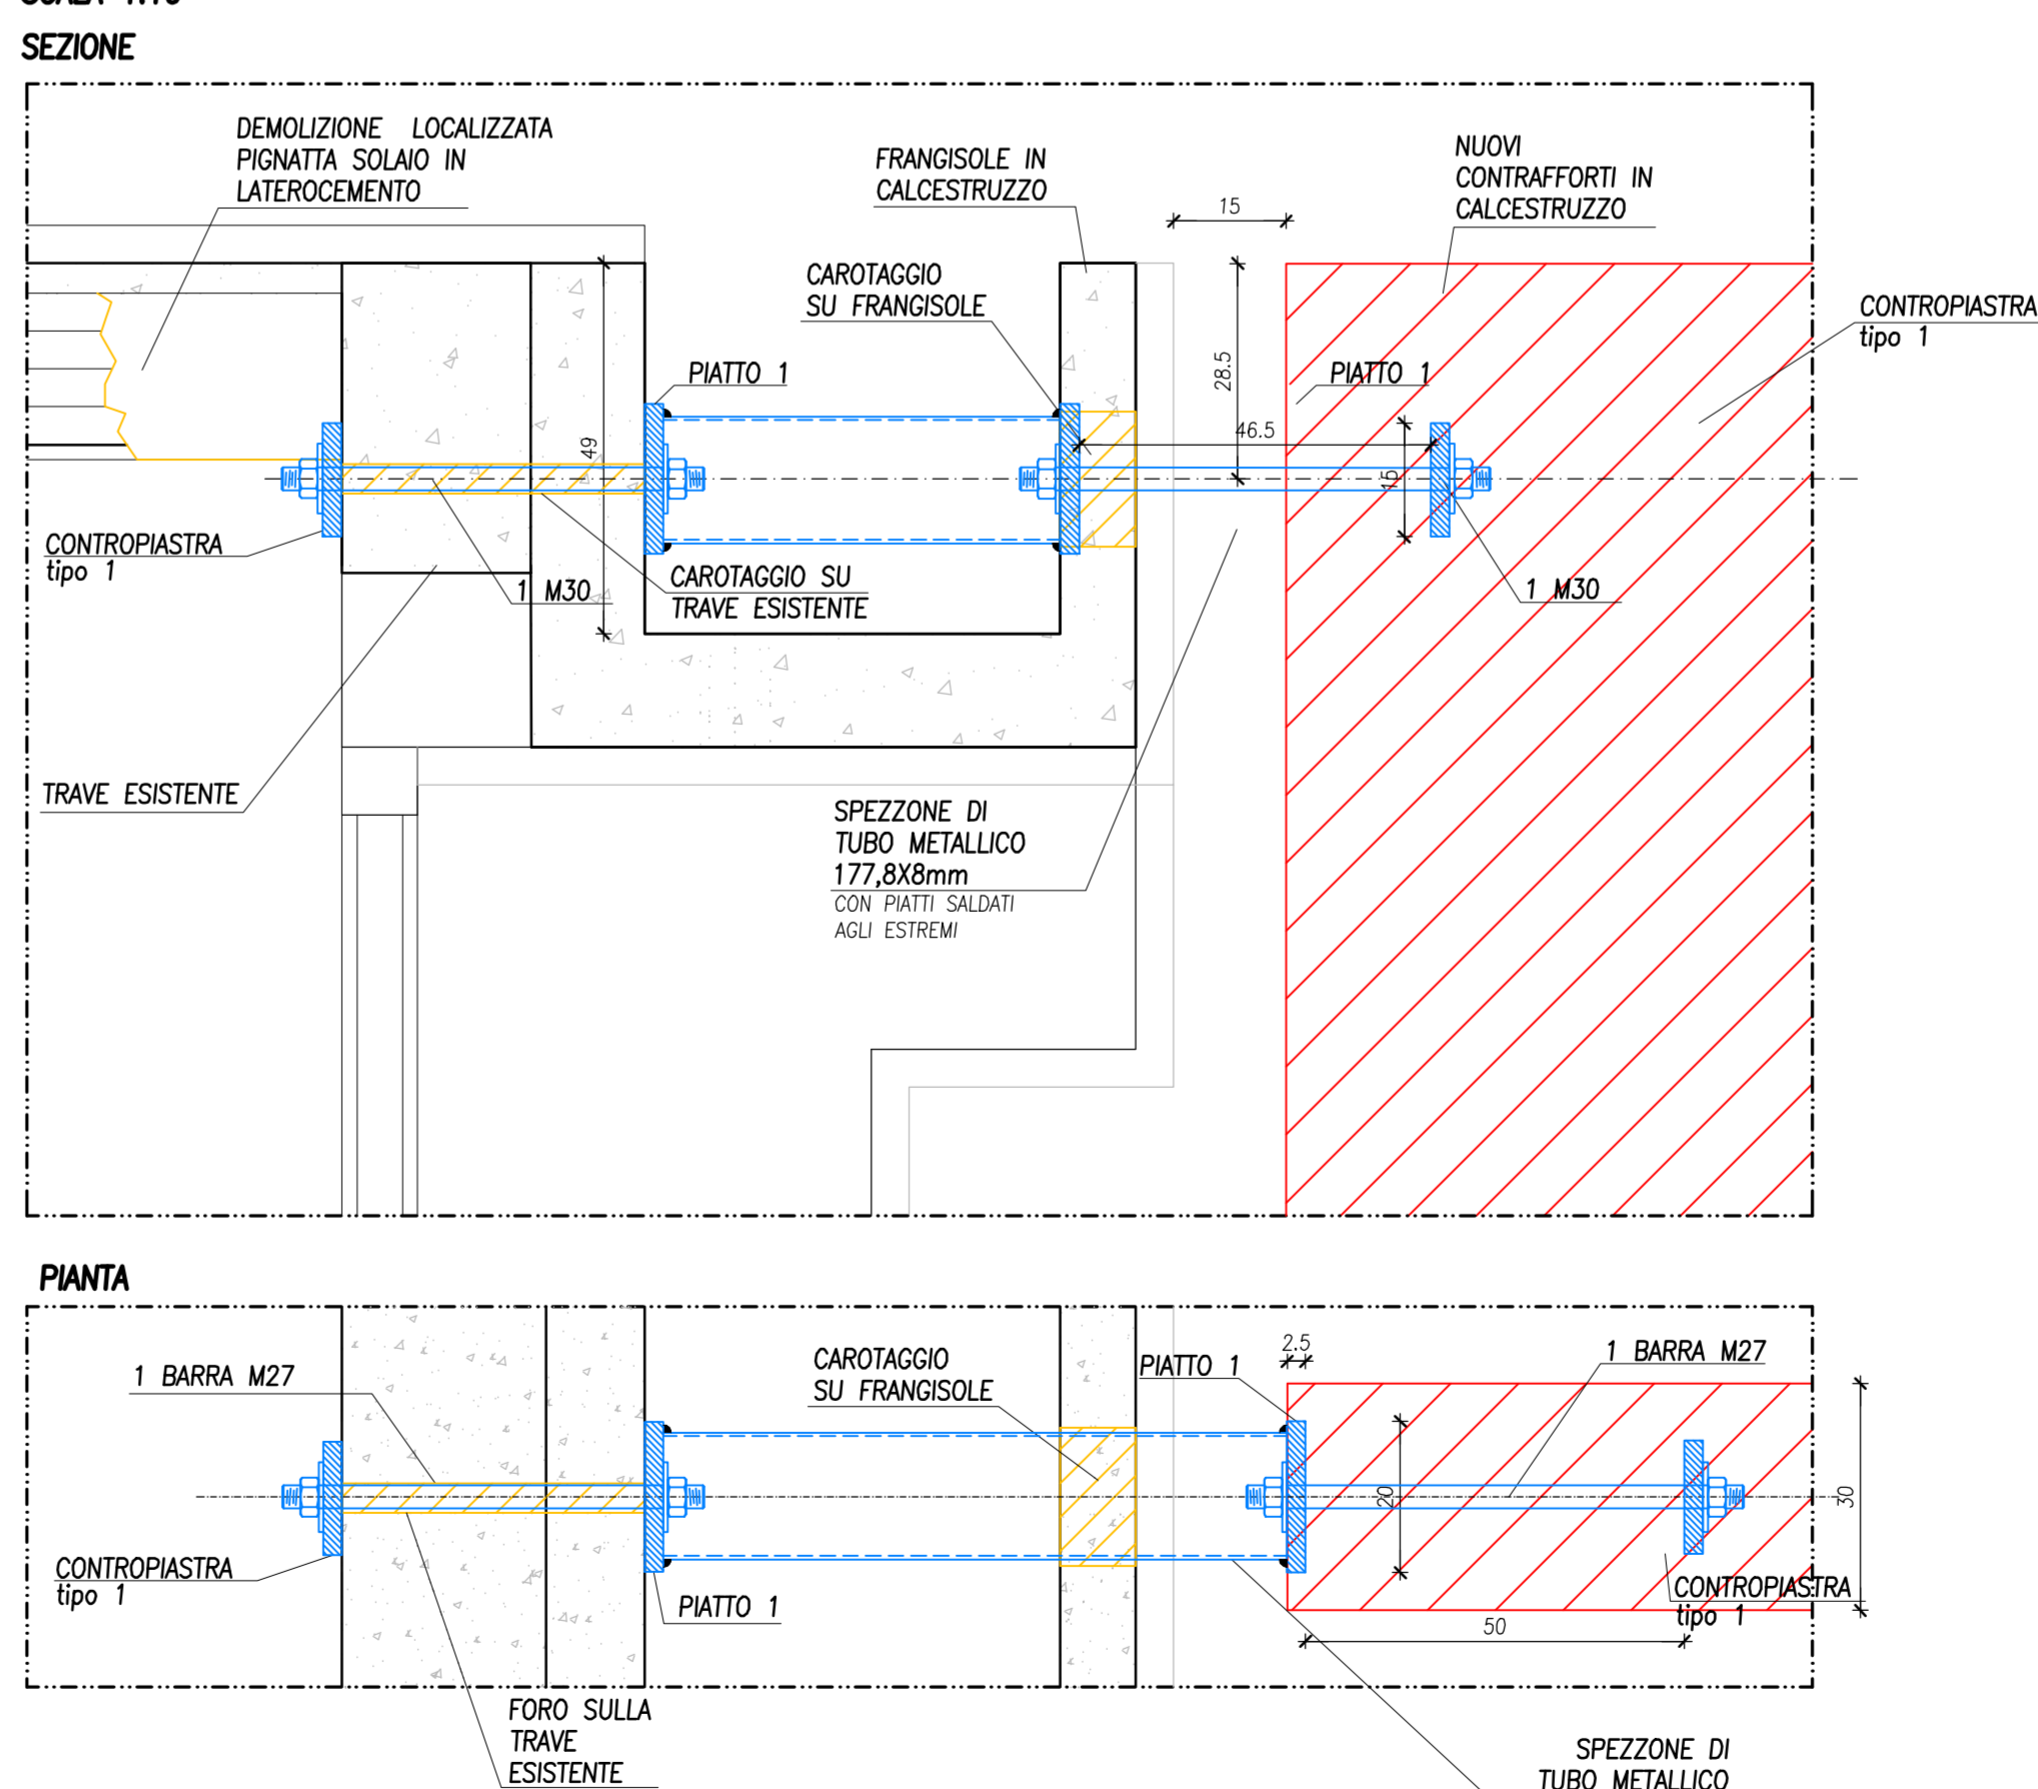 SEZIONE
DEMOLIZIONE LOCALIZZATA
PIGNATTA SOLAIO IN
LATEROCEMENTO
FRANGISOLE IN
CALCESTRUZZO
NUOVI
CONTRAFFORTI IN
CALCESTRUZZO
15
CAROTAGGIO
SU FRANGISOLE
CONTROPIASTRA
tipo 1
28.5
PIATTO 1
PIATTO 1
49
46.5
15
CONTROPIASTRA
tipo 1
1 M30
CAROTAGGIO SU
TRAVE ESISTENTE
1 M30
TRAVE ESISTENTE
SPEZZONE DI
TUBO METALLICO
177,8X8mm
CON PIATTI SALDATI
AGLI ESTREMI
PIANTA
1 BARRA M27
CAROTAGGIO
SU FRANGISOLE
PIATTO 1
2.5
1 BARRA M27
20
30
CONTROPIASTRA
tipo 1
PIATTO 1
CONTROPIASTRA
tipo 1
50
FORO SULLA
TRAVE
ESISTENTE
SPEZZONE DI
TUBO METALLICO